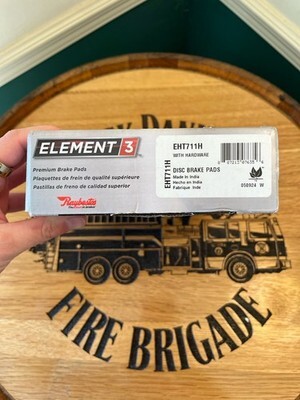 ELEMENT 3
Premium Brake Pads
Plaquettes de frein de qualité supérieure
Pastillas de freno de calidad superior
Raybestos
EHT711H
WITH HARDWARE
EHT711H
DISC BRAKE PADS
Made in India
Hecho en India
Fabriqué Inde
050924 W
FIRE BRIGADE